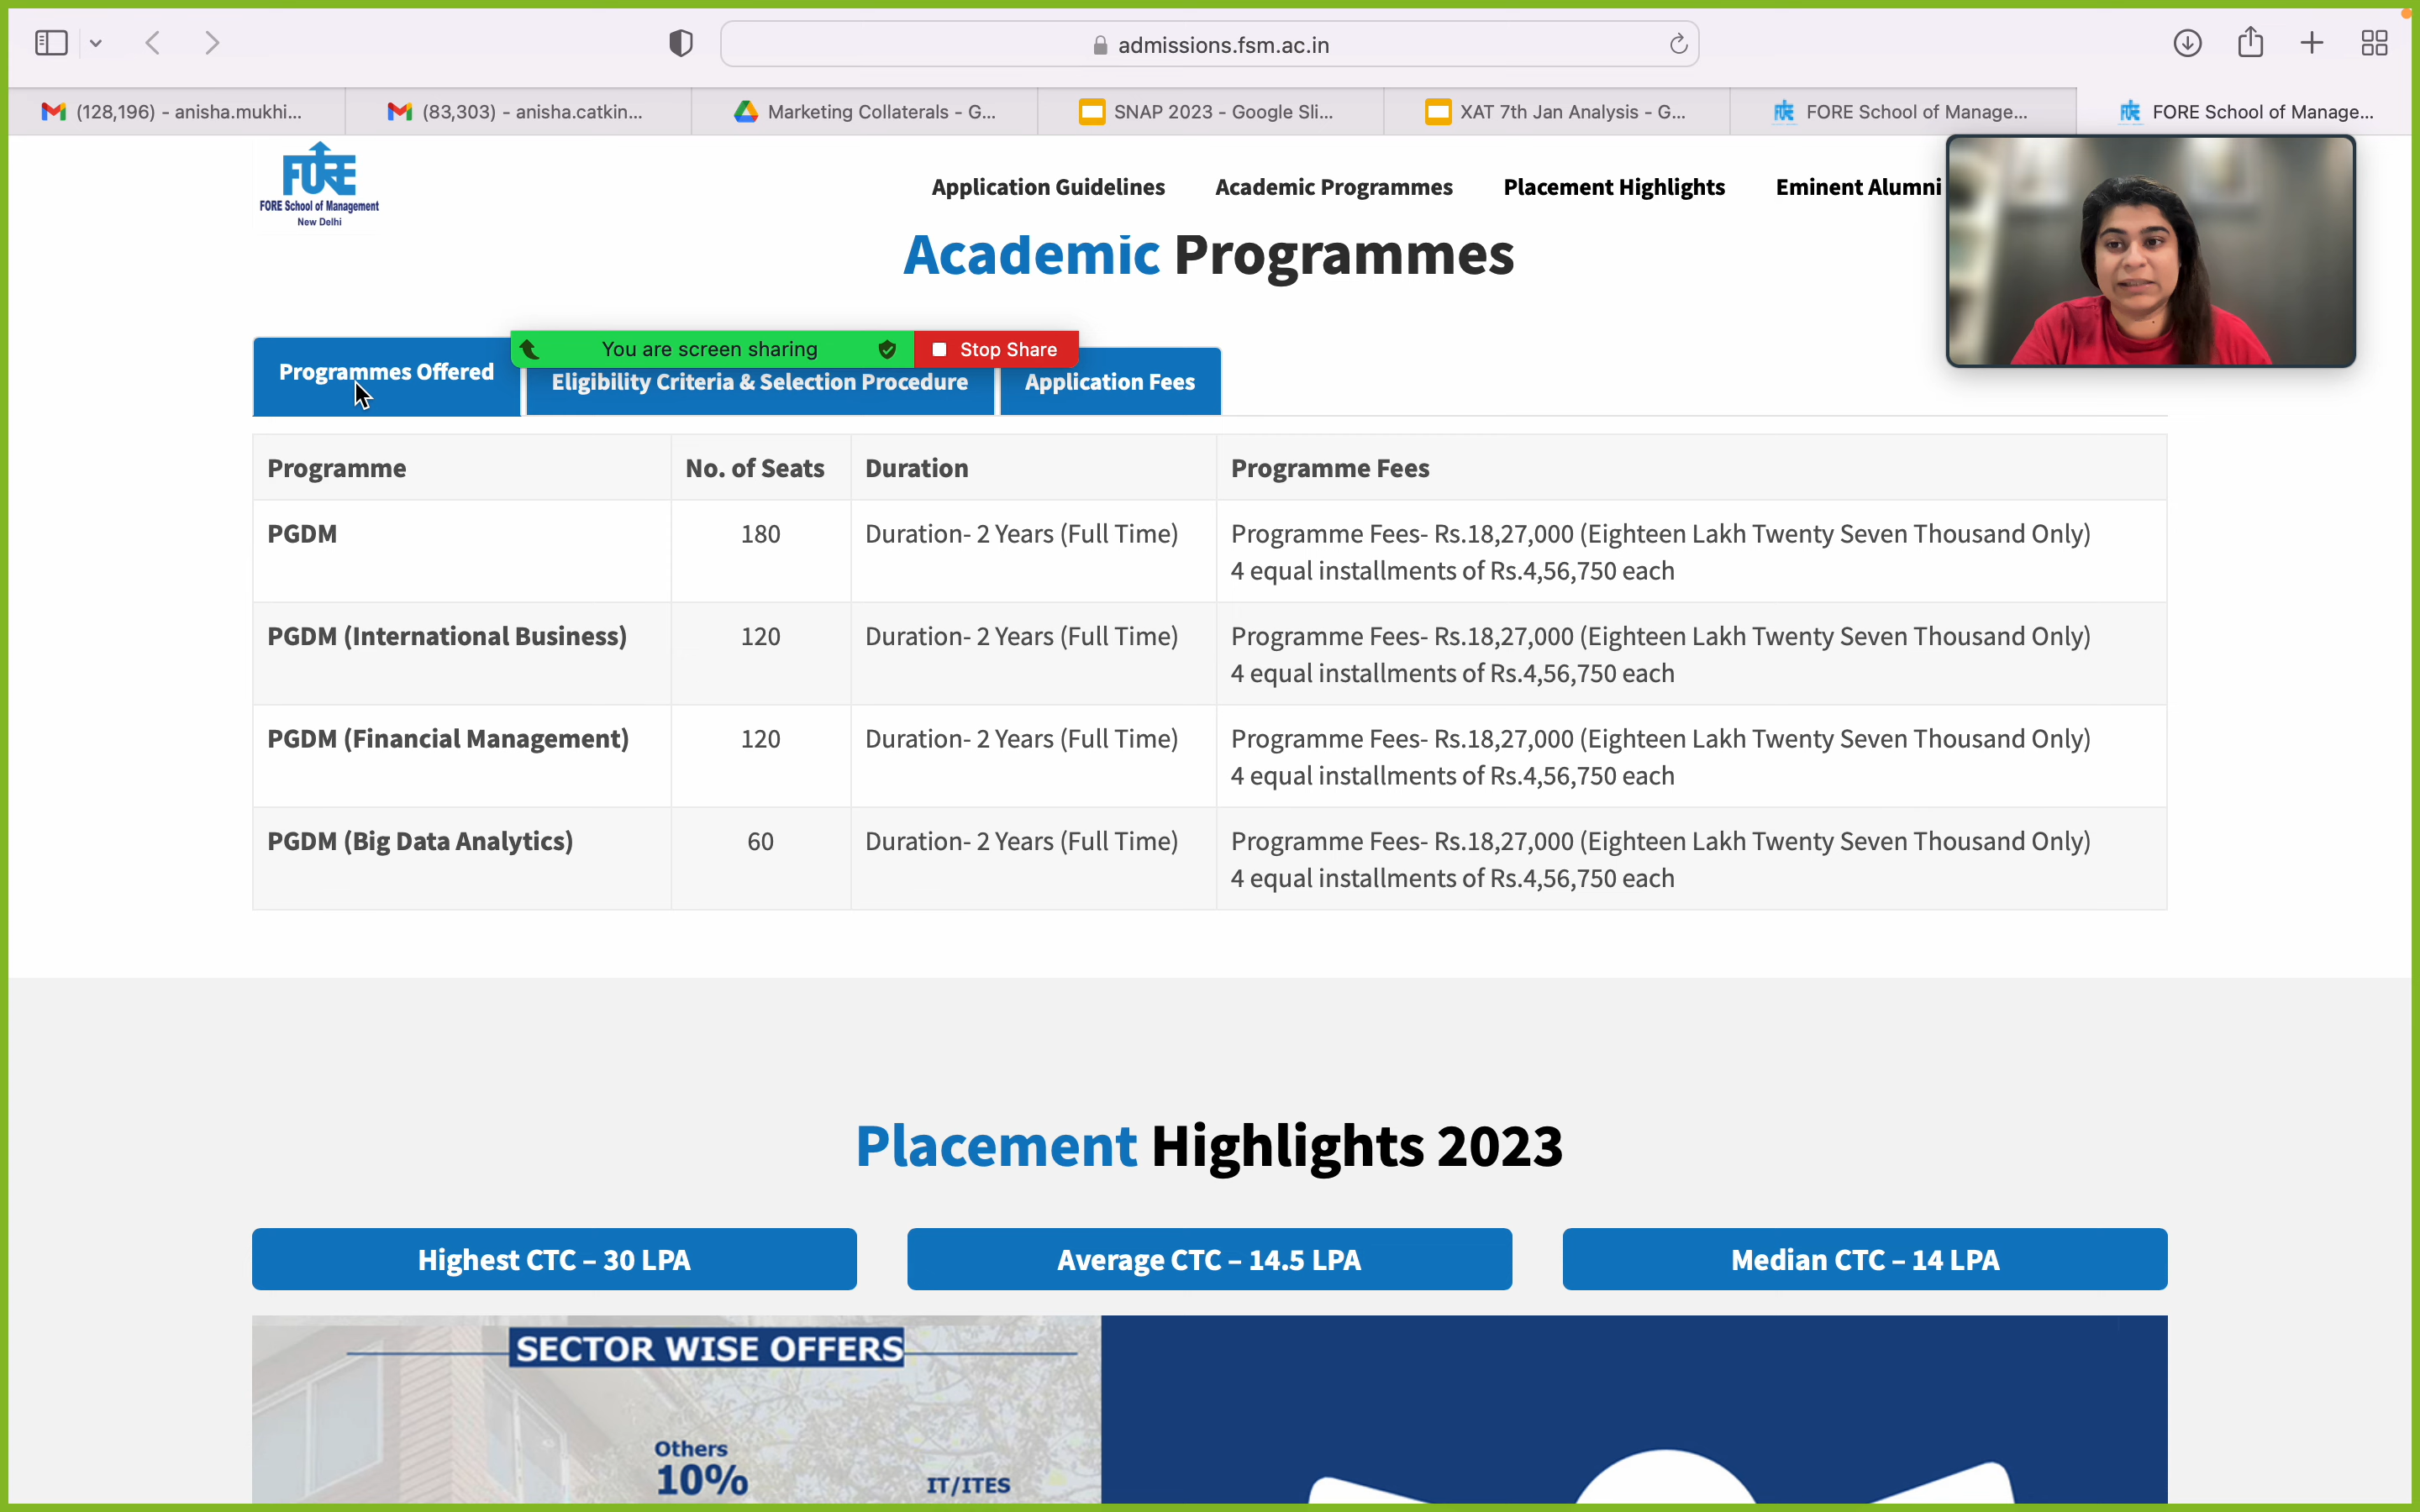 admissions.fsm.ac.in
(128,196) - anisha.mukhi...
(83,303) - anisha.catkin...
Marketing Collaterals - G...
SNAP 2023 - Google Sli...
XAT 7th Jan Analysis - G...
FORE School of Manage...
FORE School of Manage...
FORE
FORE School of Management
New Delhi
Application Guidelines
Academic Programmes
Placement Highlights
Eminent Alumni
Academic Programmes
You are screen sharing
Stop Share
Programmes Offered
Eligibility Criteria & Selection Procedure
Application Fees
Programme No. of Seats Duration Programme Fees
PGDM 180 Duration- 2 Years (Full Time) Programme Fees- Rs.18,27,000 (Eighteen Lakh Twenty Seven Thousand Only)
4 equal installments of Rs.4,56,750 each
PGDM (International Business) 120 Duration- 2 Years (Full Time) Programme Fees- Rs.18,27,000 (Eighteen Lakh Twenty Seven Thousand Only)
4 equal installments of Rs.4,56,750 each
PGDM (Financial Management) 120 Duration- 2 Years (Full Time) Programme Fees- Rs.18,27,000 (Eighteen Lakh Twenty Seven Thousand Only)
4 equal installments of Rs.4,56,750 each
PGDM (Big Data Analytics) 60 Duration- 2 Years (Full Time) Programme Fees- Rs.18,27,000 (Eighteen Lakh Twenty Seven Thousand Only)
4 equal installments of Rs.4,56,750 each
Placement Highlights 2023
Highest CTC – 30 LPA
Average CTC – 14.5 LPA
Median CTC – 14 LPA
SECTOR WISE OFFERS
Others
10%
IT/ITES